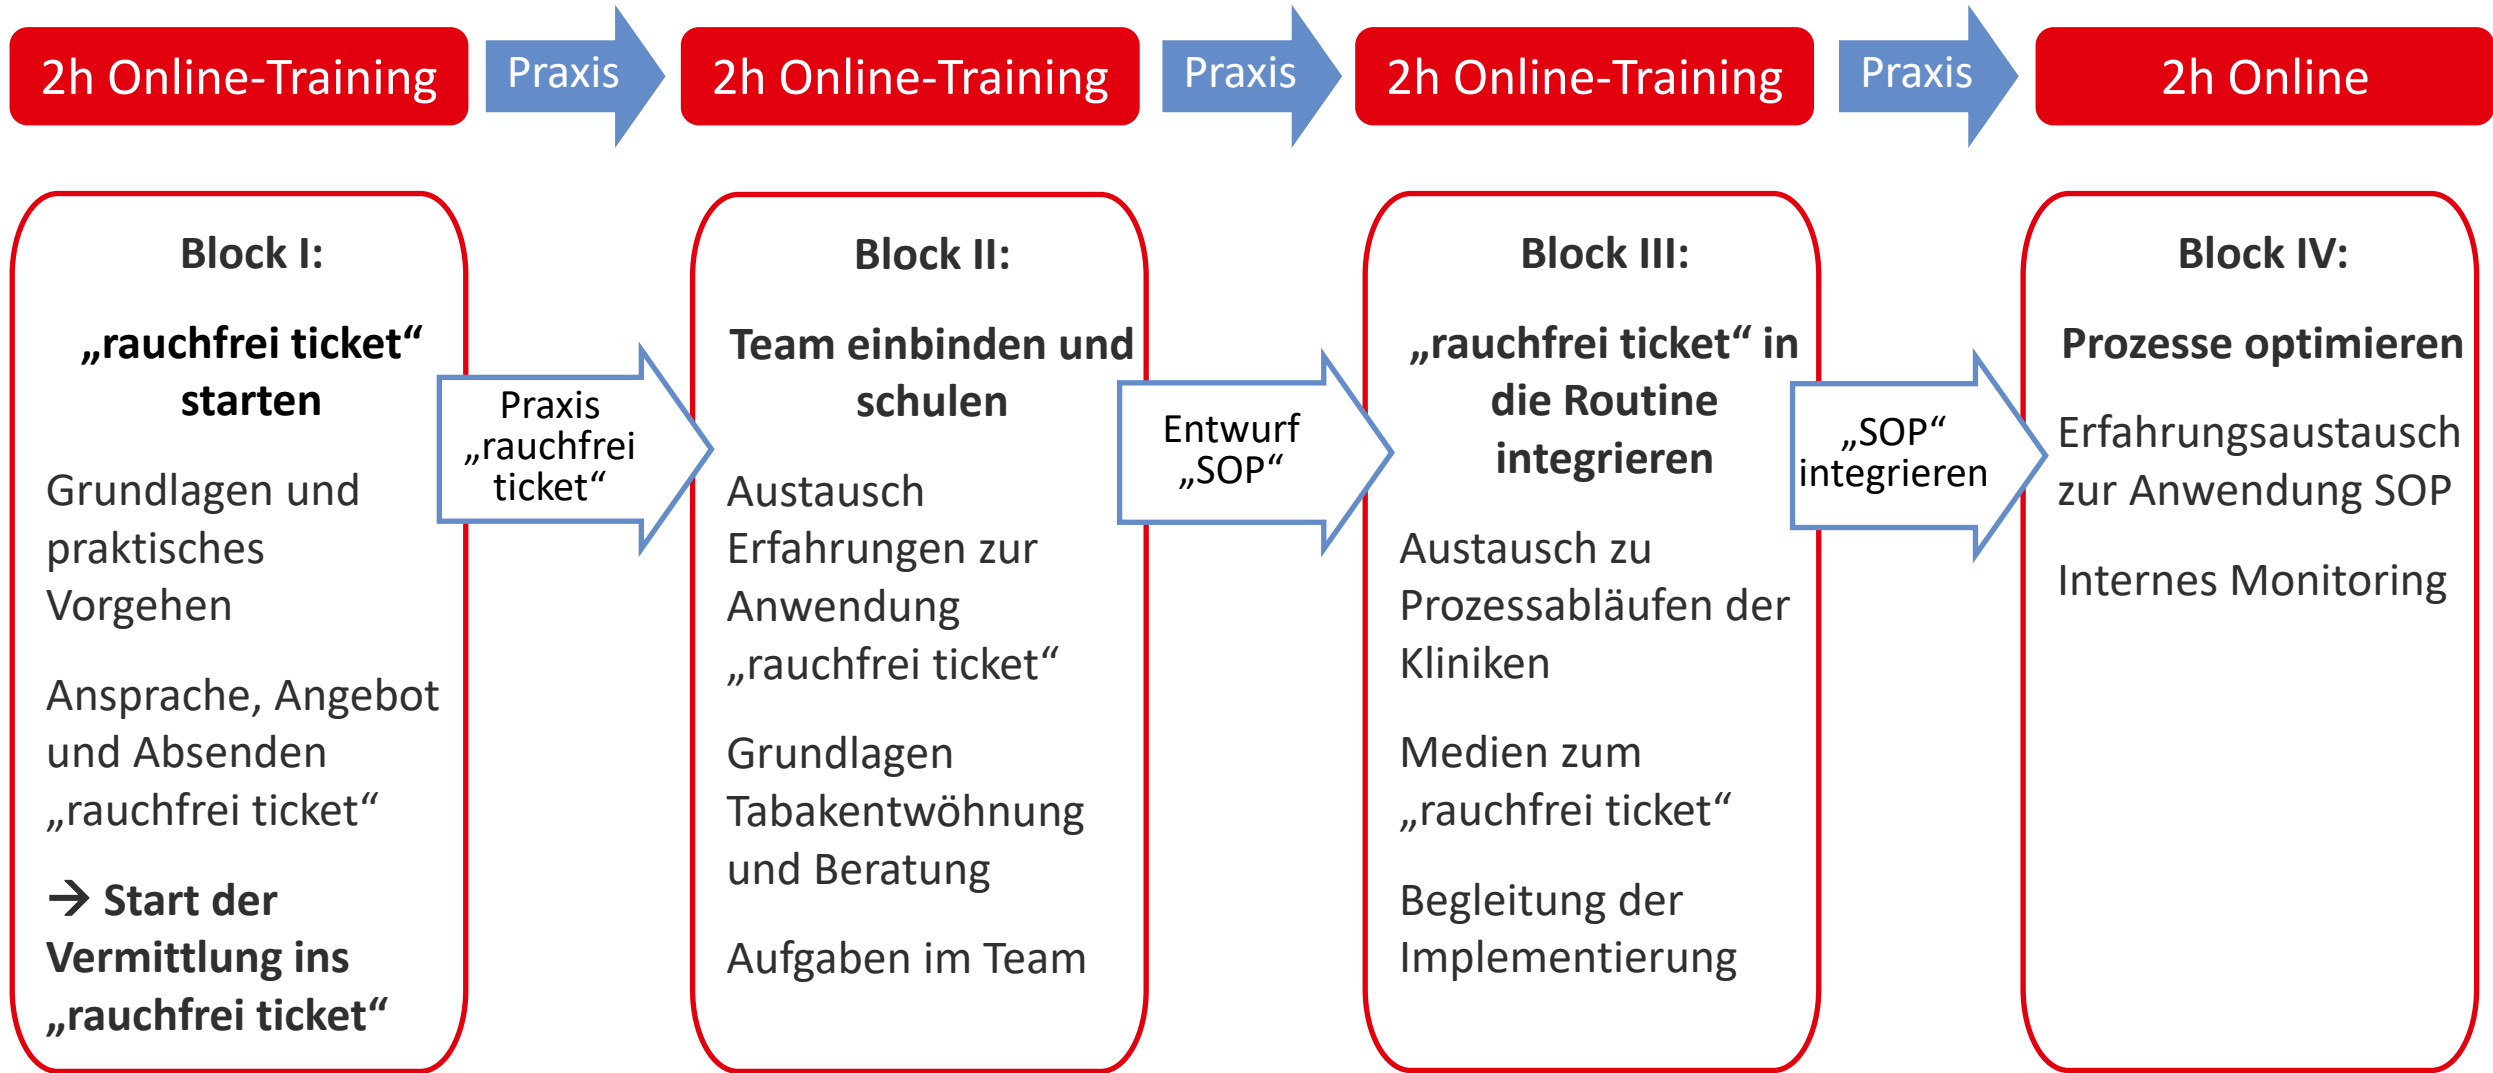 2h Online-Training
Praxis
2h Online-Training
Praxis
2h Online-Training
Praxis
2h Online
Block I:
„rauchfrei ticket“
starten
Grundlagen und
praktisches
Vorgehen
Ansprache, Angebot
und Absenden
„rauchfrei ticket“
→ Start der
Vermittlung ins
„rauchfrei ticket“
Praxis
„rauchfrei
ticket“
Block II:
Team einbinden und
schulen
Austausch
Erfahrungen zur
Anwendung
„rauchfrei ticket“
Grundlagen
Tabakentwöhnung
und Beratung
Aufgaben im Team
Entwurf
„SOP“
Block III:
„rauchfrei ticket“ in
die Routine
integrieren
Austausch zu
Prozessabläufen der
Kliniken
Medien zum
„rauchfrei ticket“
Begleitung der
Implementierung
„SOP“
integrieren
Block IV:
Prozesse optimieren
Erfahrungsaustausch
zur Anwendung SOP
Internes Monitoring